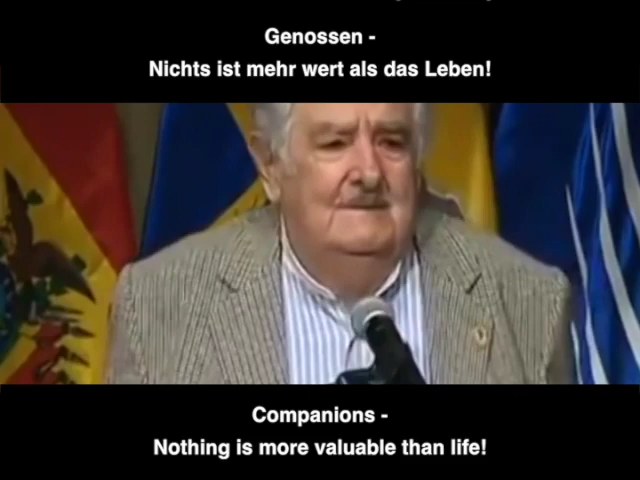 Genossen -
Nichts ist mehr wert als das Leben!
Companions -
Nothing is more valuable than life!